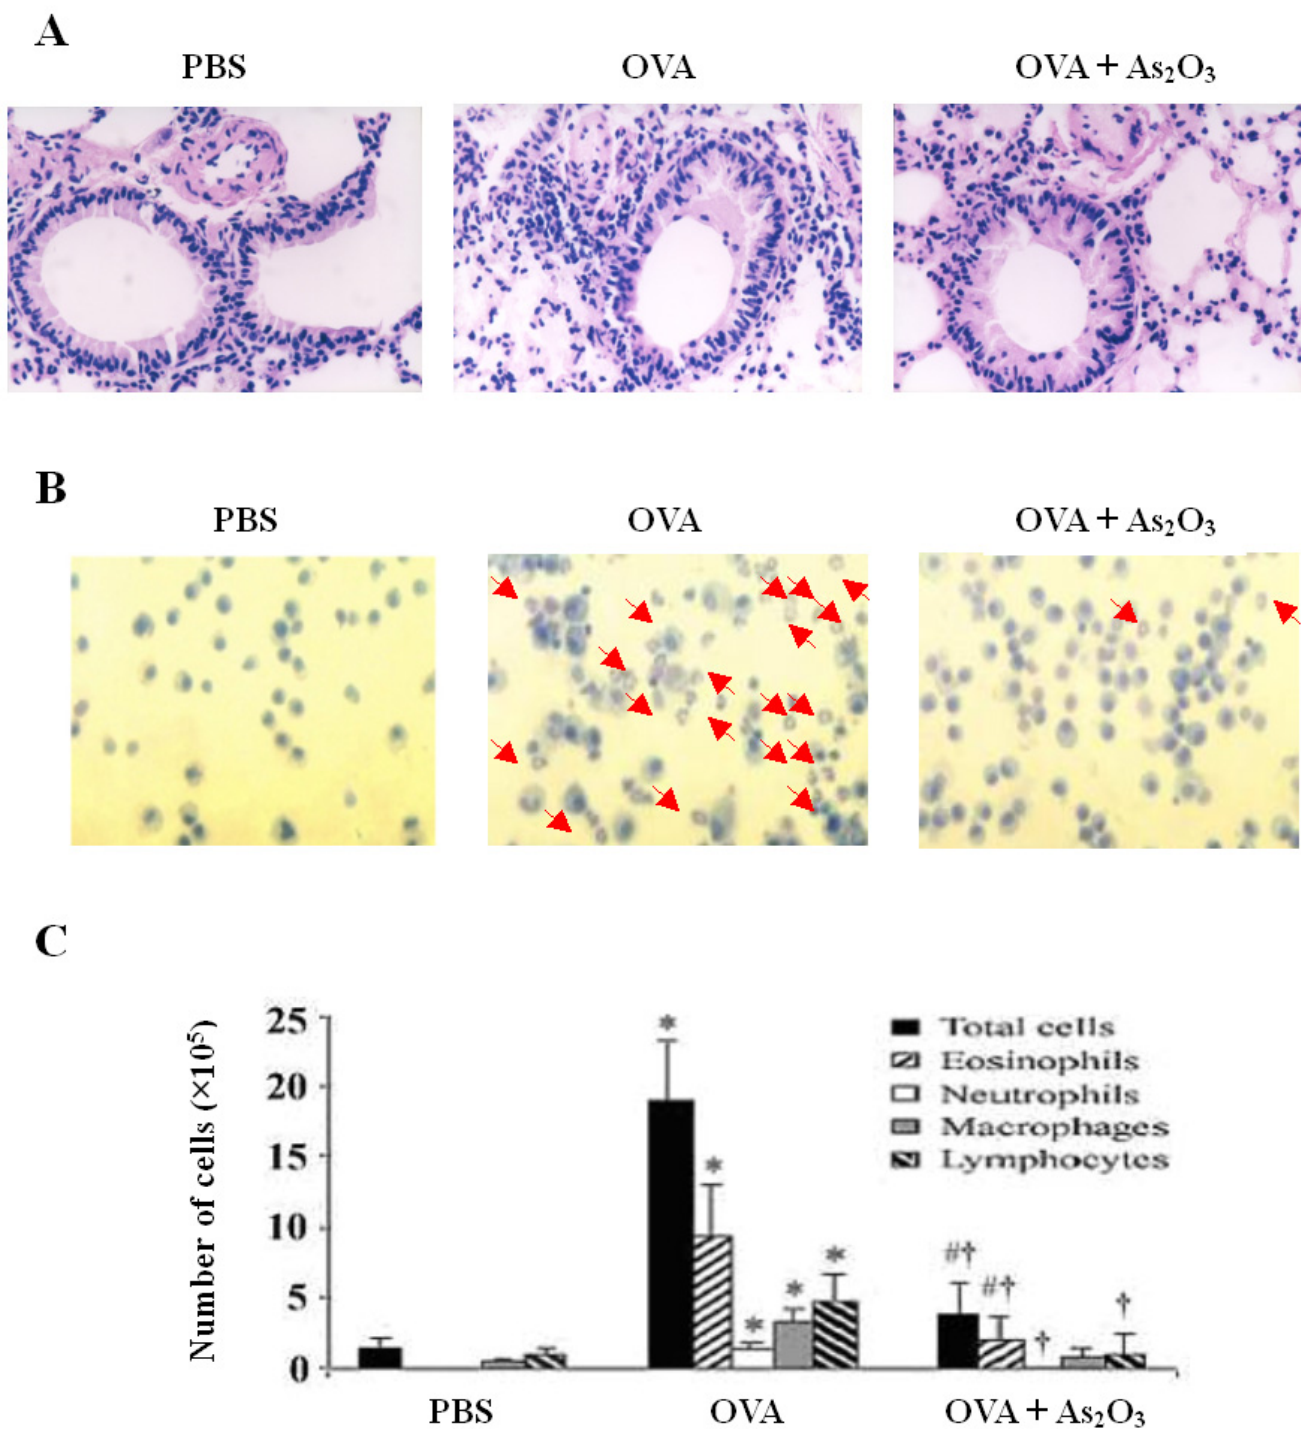 A
PBS
OVA
OVA + As₂O₃
B
PBS
OVA
OVA + As₂O₃
C
Number of cells (×10⁵)
25
20
15
10
5
0
*
*
*
*
*
#†
#†
†
†
Total cells
Eosinophils
Neutrophils
Macrophages
Lymphocytes
PBS
OVA
OVA + As₂O₃